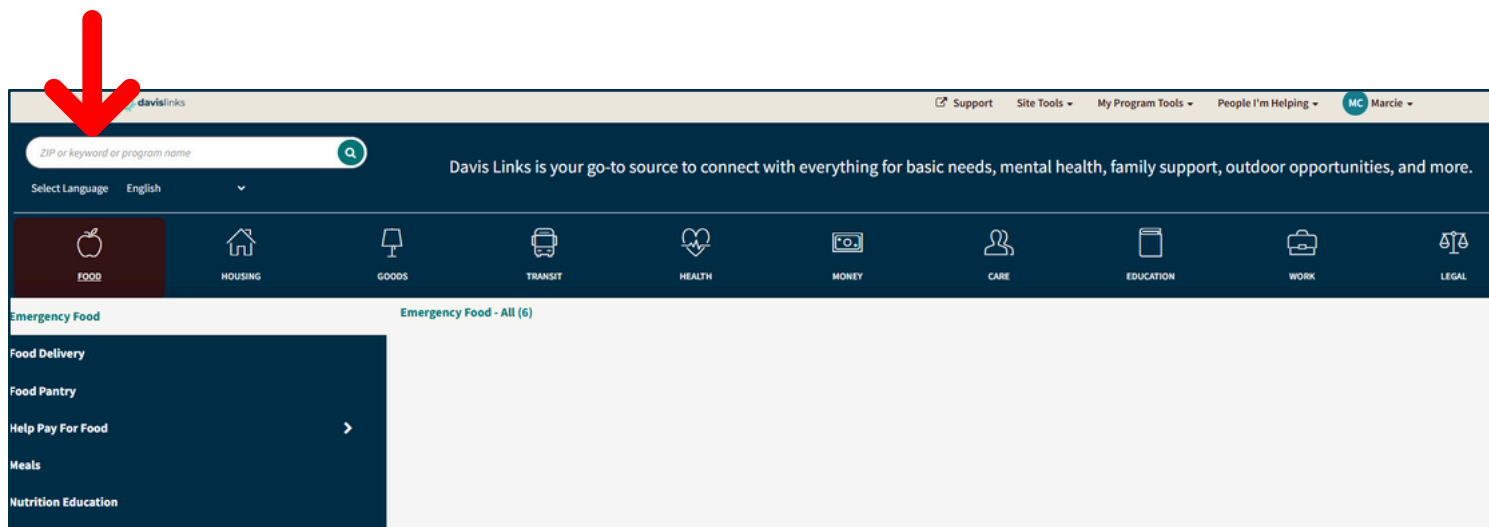 davislinks
Support Site Tools My Program Tools People I'm Helping MC Marcie
ZIP or keyword or program name
Davis Links is your go-to source to connect with everything for basic needs, mental health, family support, outdoor opportunities, and more.
Select Language English
FOOD HOUSING GOODS TRANSIT HEALTH MONEY CARE EDUCATION WORK LEGAL
Emergency Food
Emergency Food - All (6)
Food Delivery
Food Pantry
Help Pay For Food
Meals
Nutrition Education